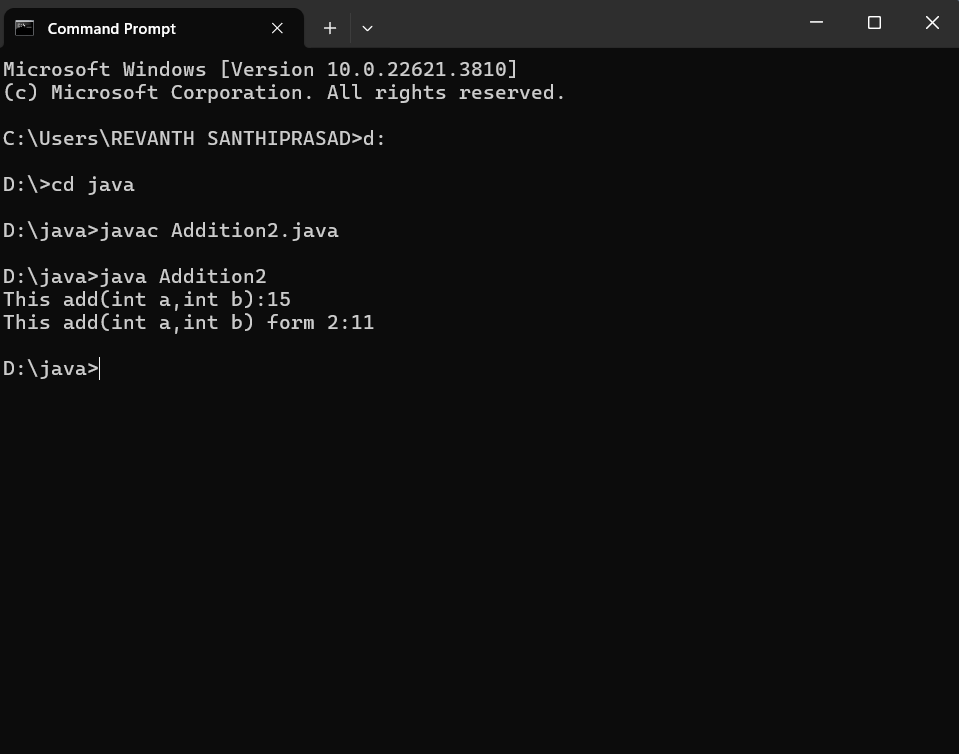 Command Prompt
Microsoft Windows [Version 10.0.22621.3810]
(c) Microsoft Corporation. All rights reserved.
C:\Users\REVANTH SANTHIPRASAD>d:
D:\>cd java
D:\java>javac Addition2.java
D:\java>java Addition2
This add(int a,int b):15
This add(int a,int b) form 2:11
D:\java>